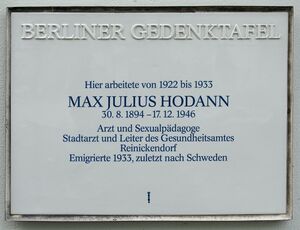 BERLINER GEDENKTAFEL
Hier arbeitete von 1922 bis 1933
MAX JULIUS HODANN
30. 8. 1894 – 17. 12. 1946
Arzt und Sexualpädagoge
Stadtarzt und Leiter des Gesundheitsamtes
Reinickendorf
Emigrierte 1933, zuletzt nach Schweden